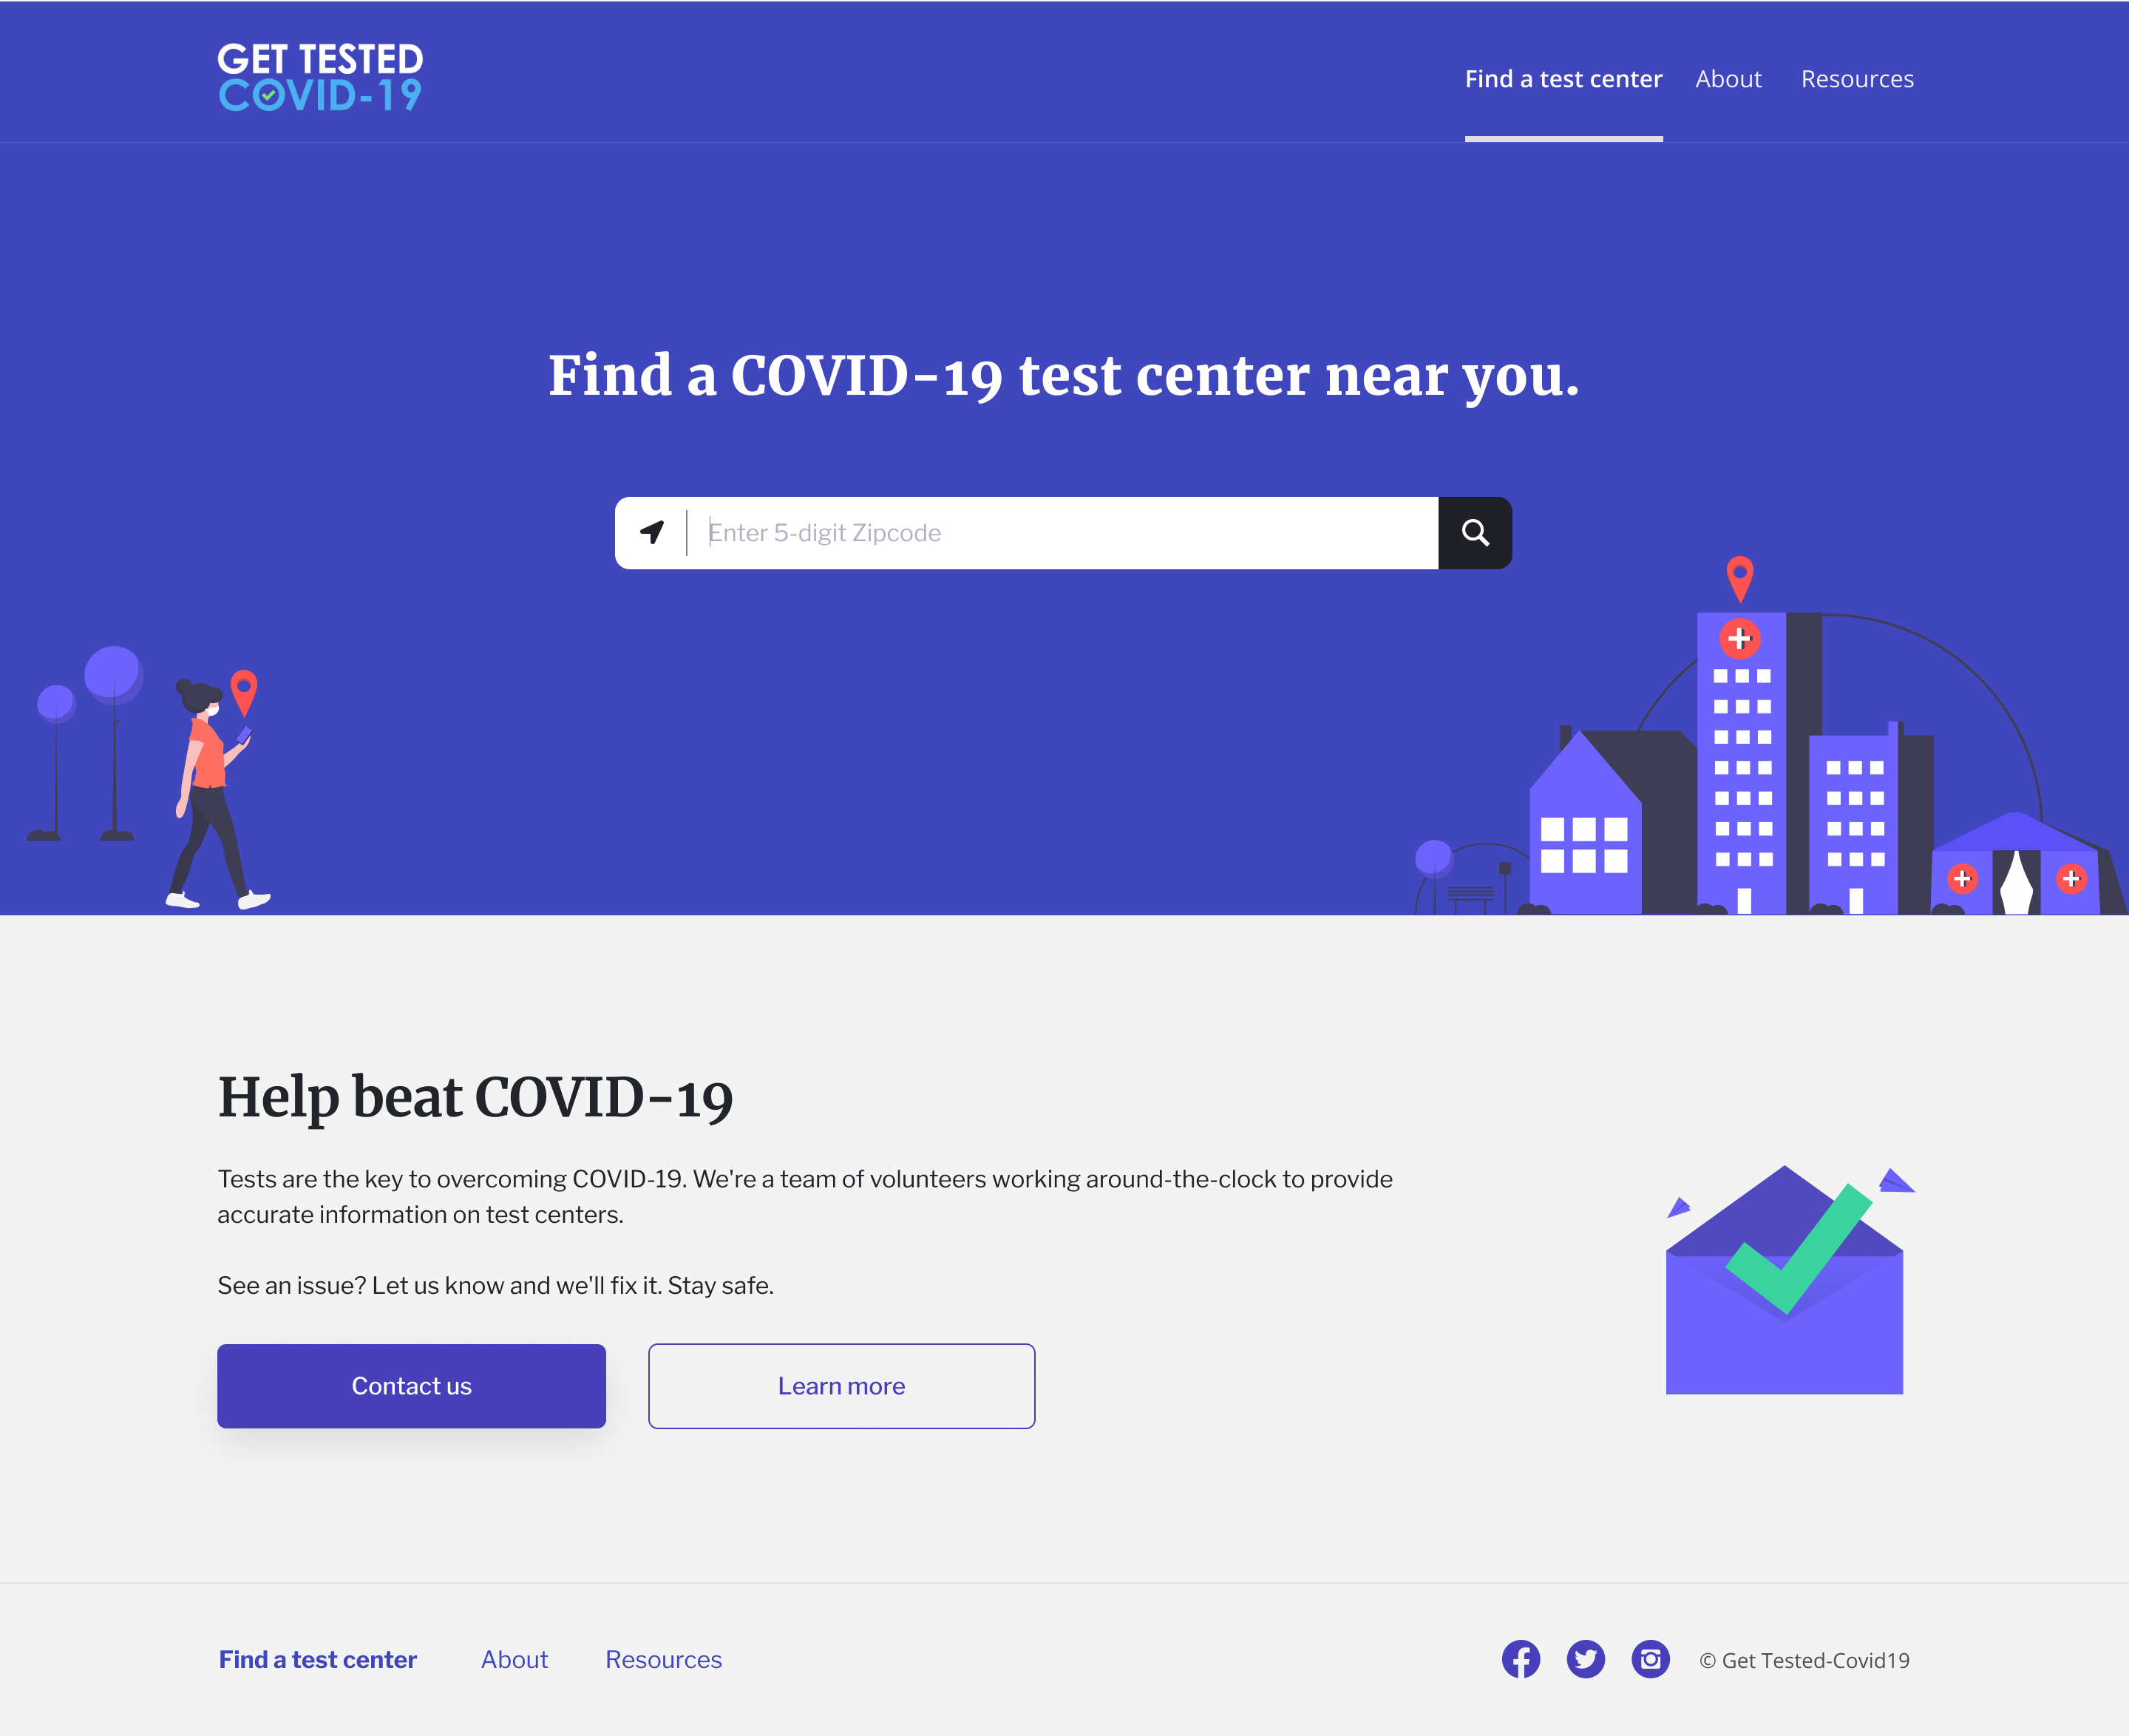 GET TESTED
COVID-19
Find a test center About Resources
Find a COVID-19 test center near you.
Enter 5-digit Zipcode
Help beat COVID-19
Tests are the key to overcoming COVID-19. We're a team of volunteers working around-the-clock to provide
accurate information on test centers.
See an issue? Let us know and we'll fix it. Stay safe.
Contact us Learn more
Find a test center About Resources © Get Tested-Covid19